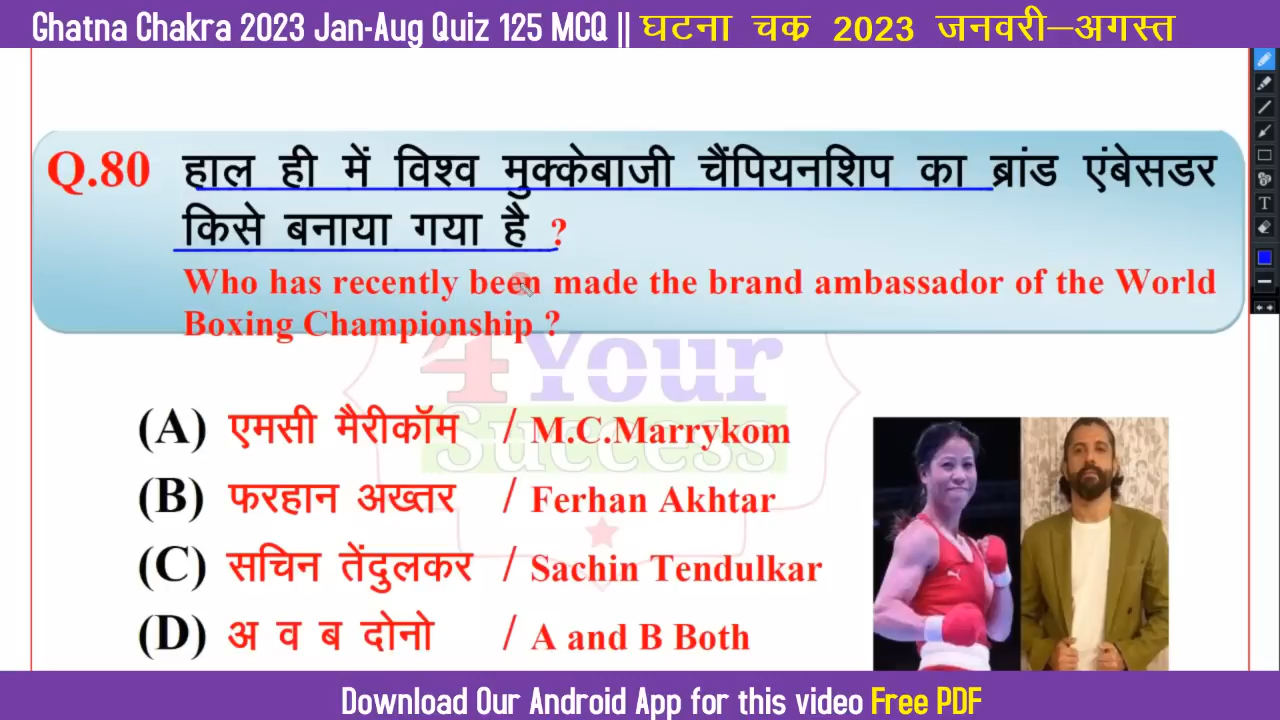 Ghatna Chakra 2023 Jan-Aug Quiz 125 MCQ || घटना चक्र 2023 जनवरी–अगस्त
Q.80 हाल ही में विश्व मुक्केबाजी चैंपियनशिप का ब्रांड एंबेसडर
किसे बनाया गया है ?
Who has recently been made the brand ambassador of the World
Boxing Championship ?
4Your
Success
(A) एमसी मैरीकॉम / M.C.Marrykom
(B) फरहान अख्तर / Ferhan Akhtar
(C) सचिन तेंदुलकर / Sachin Tendulkar
(D) अ व ब दोनो / A and B Both
Download Our Android App for this video Free PDF